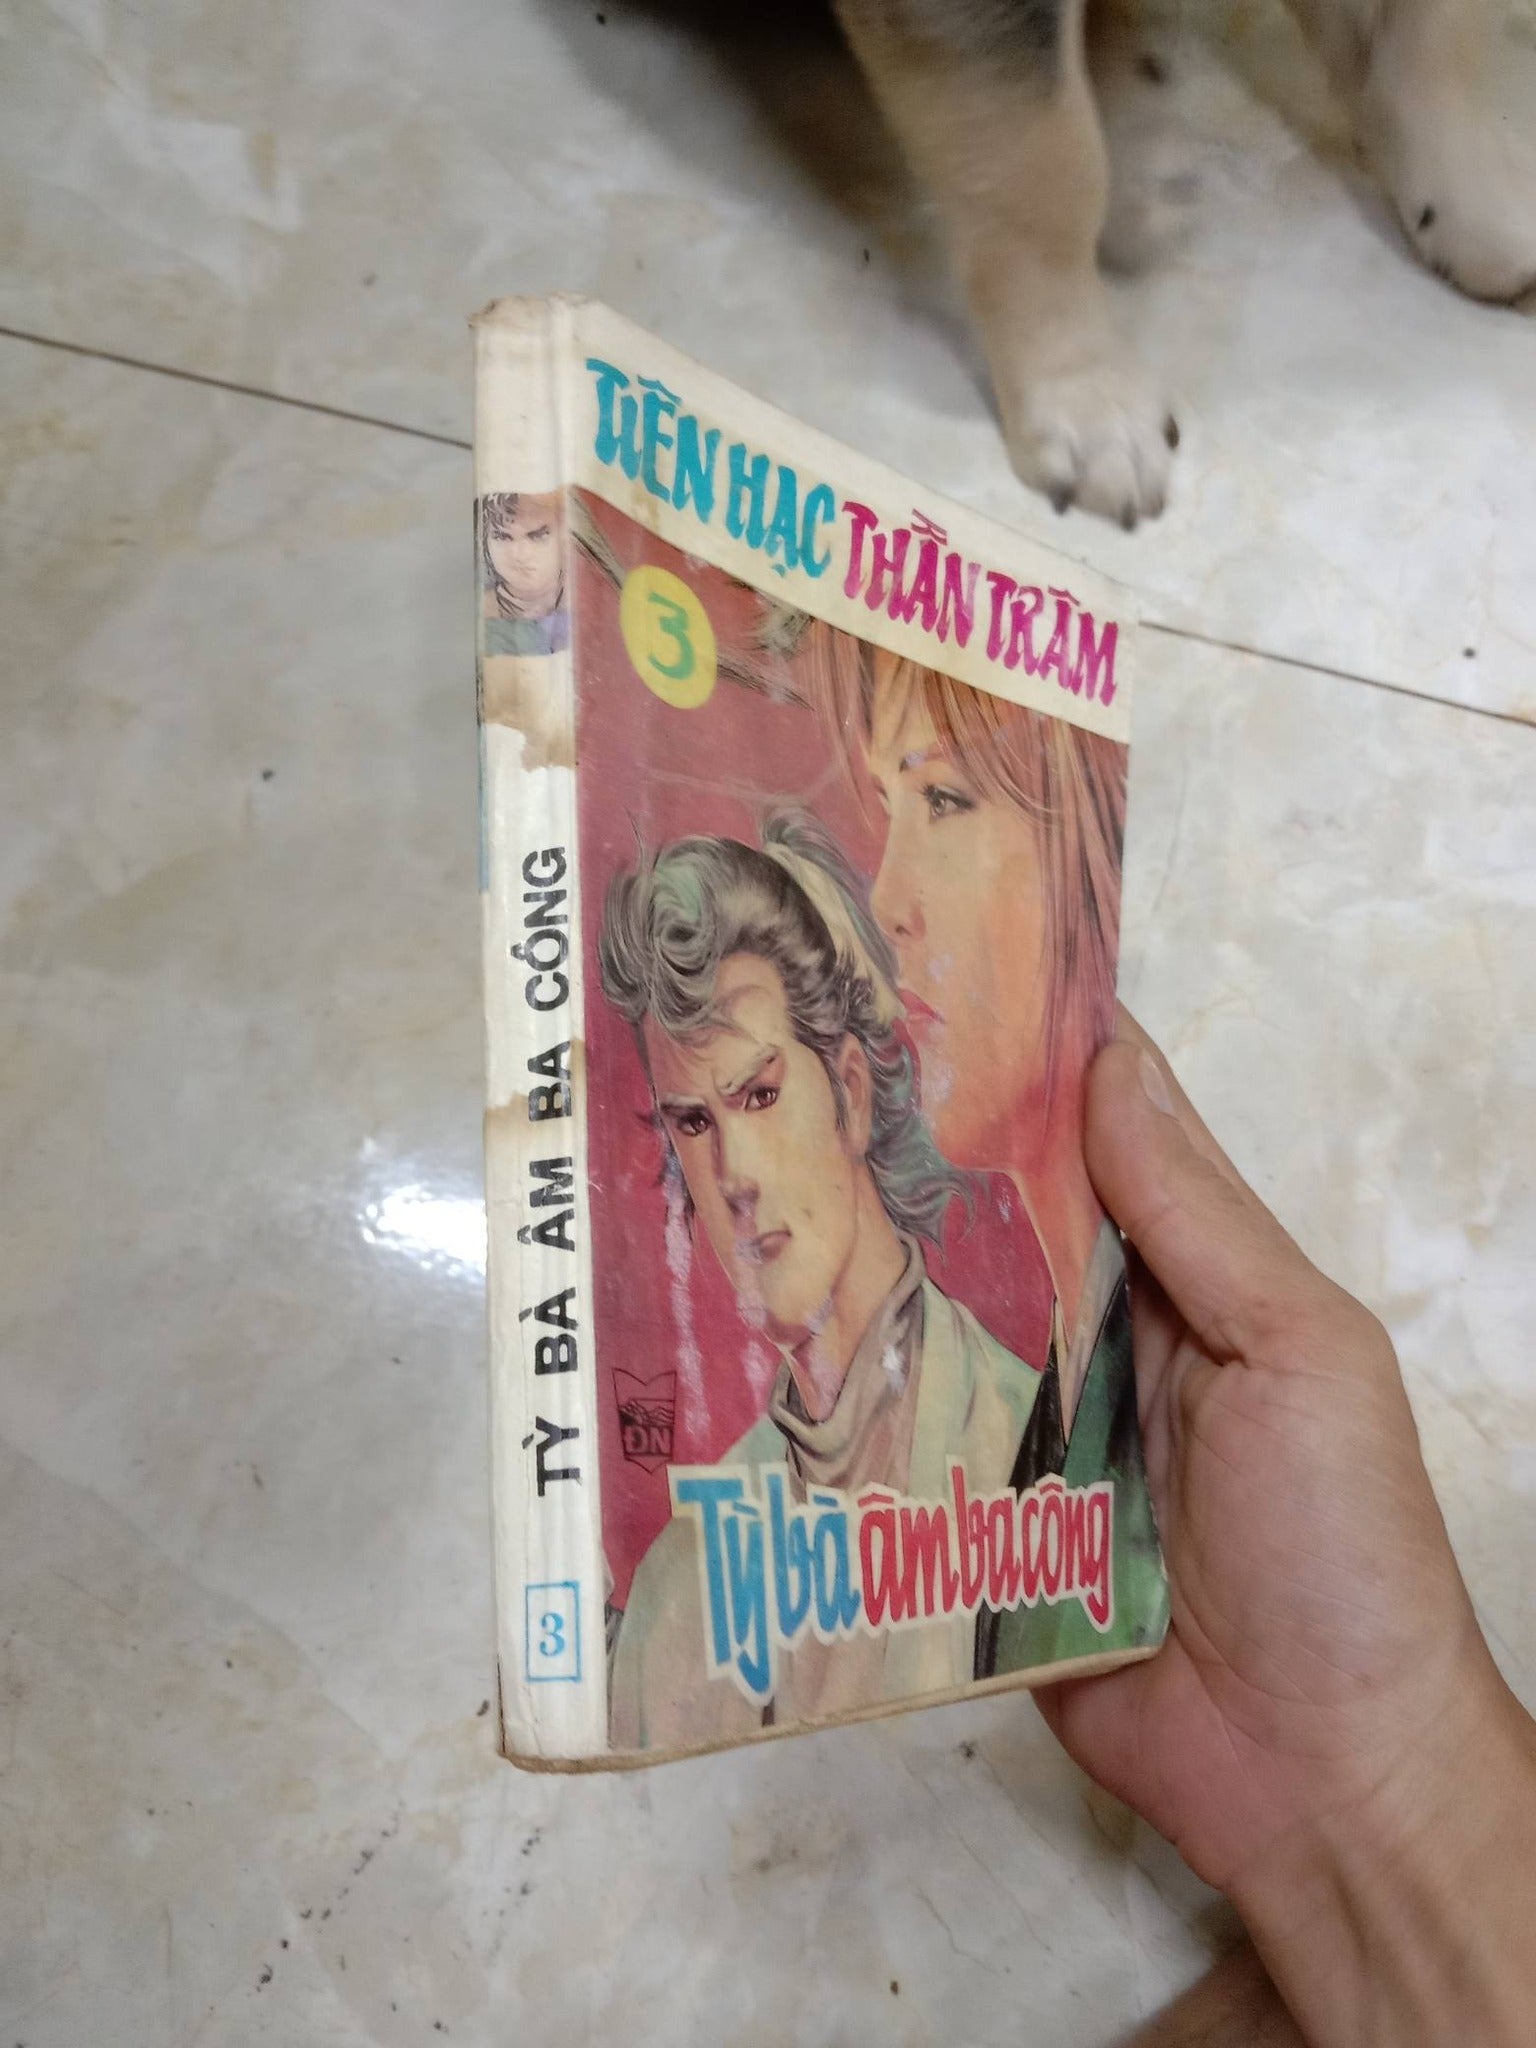 TIÊN HẠC THẦN TRÂM
3
ĐN
Tỳ bà âm ba công
TỲ BÀ ÂM BA CÔNG
3